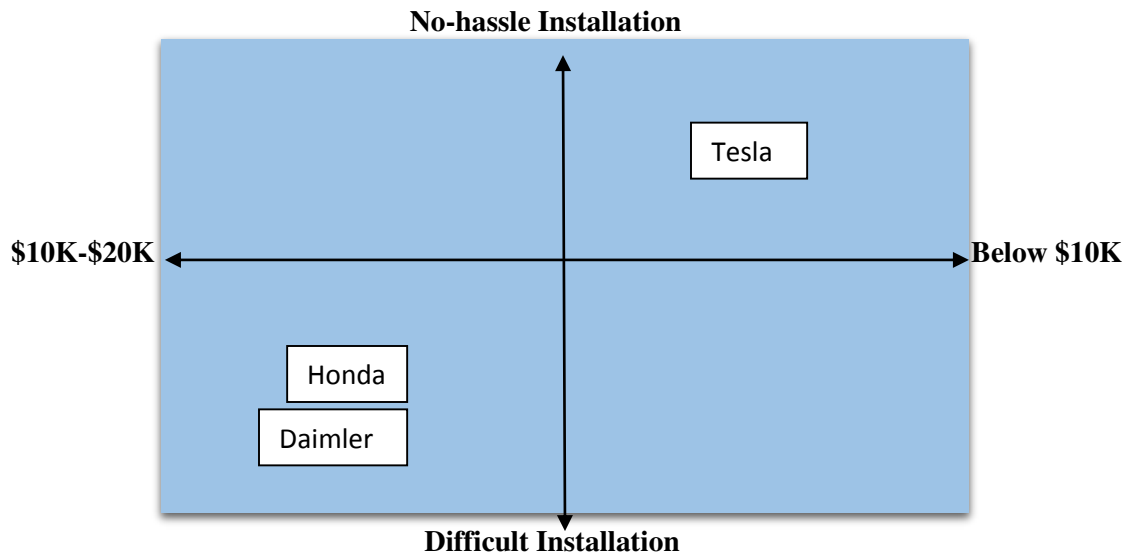 No-hassle Installation
Tesla
$10K-$20K
Below $10K
Honda
Daimler
Difficult Installation